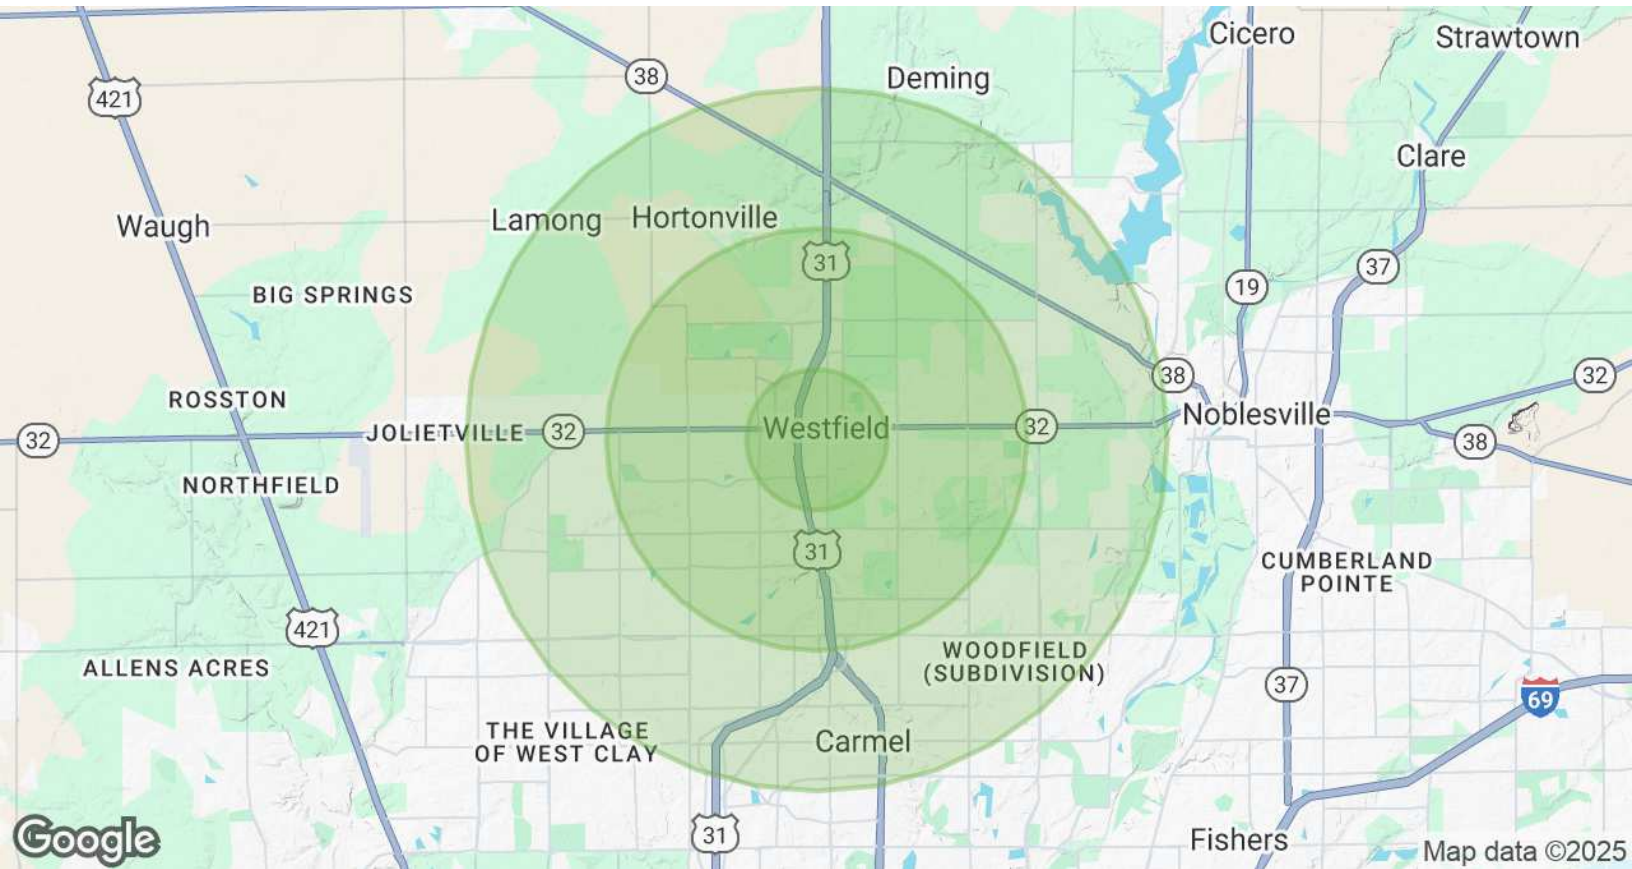 Cicero
Strawtown
38
Deming
421
Clare
Waugh
Lamong
Hortonville
31
37
19
BIG SPRINGS
38
32
ROSSTON
Noblesville
32
JOLIETVILLE
32
Westfield
32
38
NORTHFIELD
31
CUMBERLAND
POINTE
421
WOODFIELD
(SUBDIVISION)
ALLENS ACRES
37
69
THE VILLAGE
OF WEST CLAY
Carmel
31
Fishers
Google
Map data ©2025